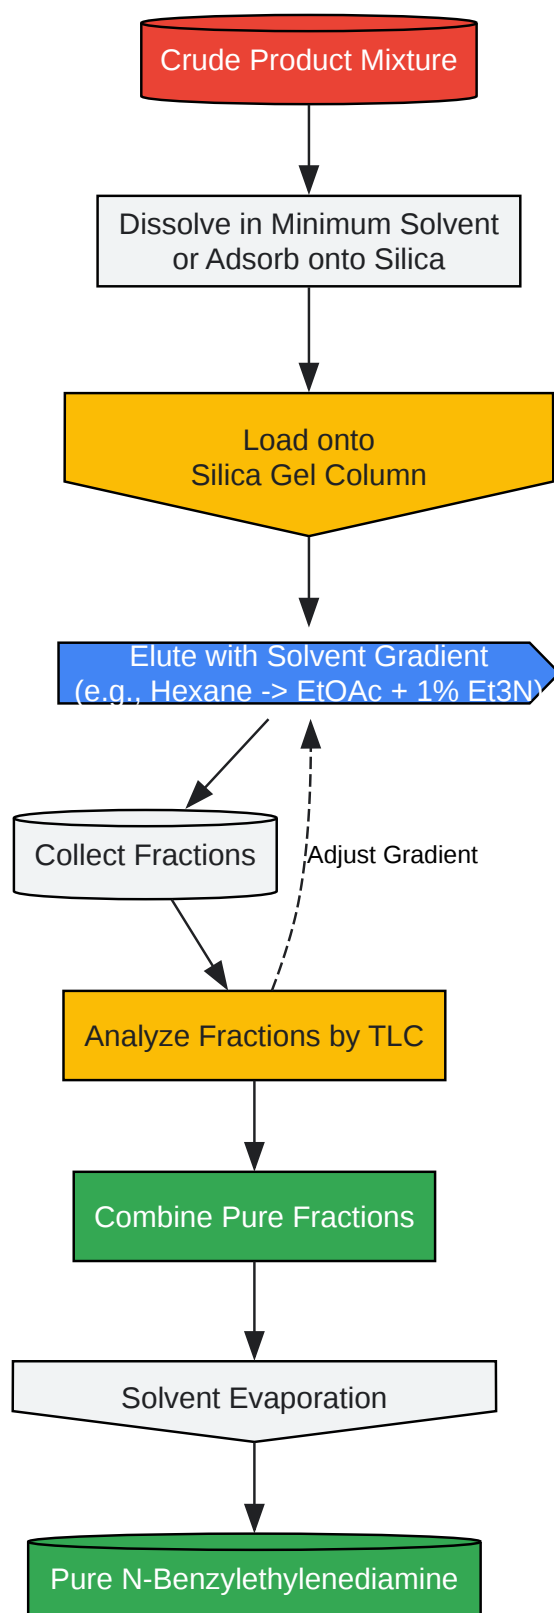 Crude Product Mixture
Dissolve in Minimum Solvent
or Adsorb onto Silica
Load onto
Silica Gel Column
Elute with Solvent Gradient
(e.g., Hexane -> EtOAc + 1% Et3N)
Collect Fractions
Adjust Gradient
Analyze Fractions by TLC
Combine Pure Fractions
Solvent Evaporation
Pure N-Benzylethylenediamine